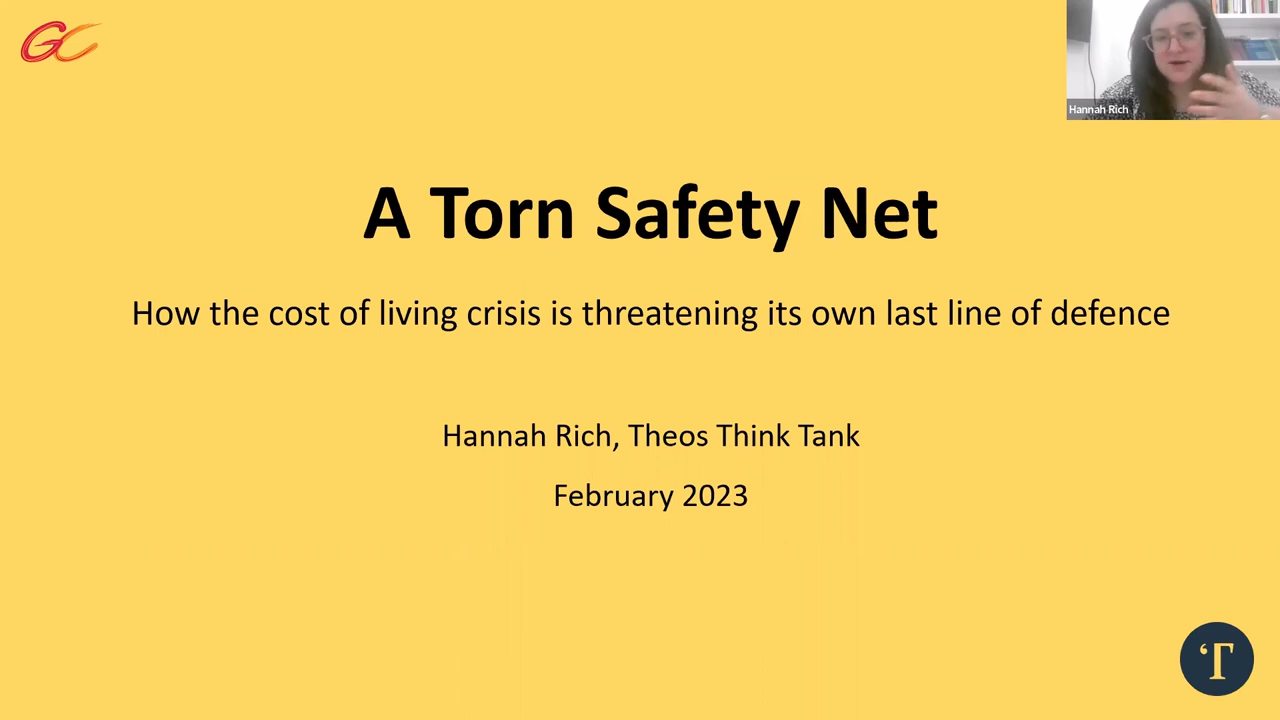 GC
Hannah Rich
A Torn Safety Net
How the cost of living crisis is threatening its own last line of defence
Hannah Rich, Theos Think Tank
February 2023
‘T